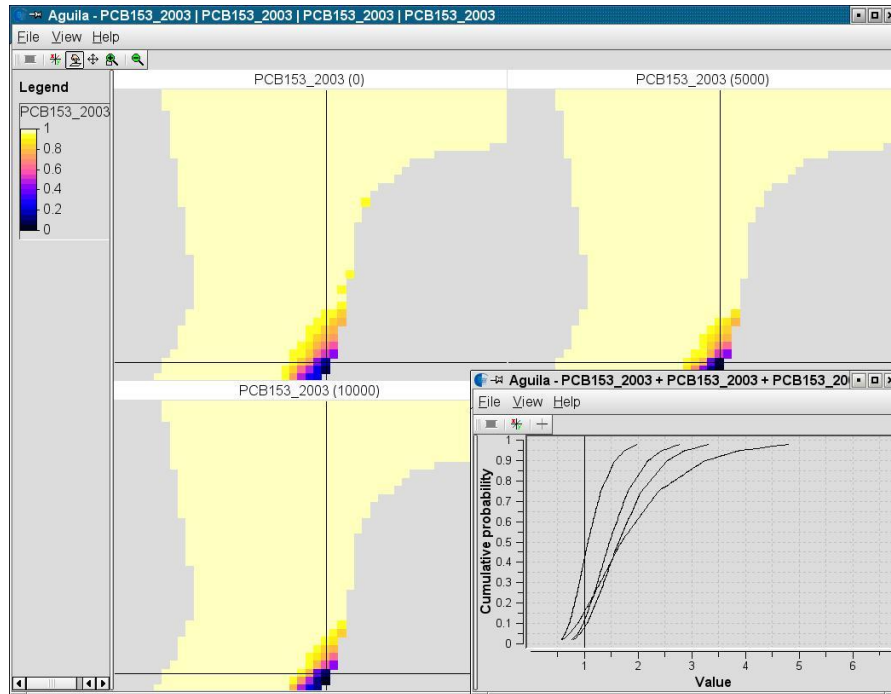 Aguila - PCB153_2003 | PCB153_2003 | PCB153_2003 | PCB153_2003
File View Help
Legend
PCB153_2003
1
0.8
0.6
0.4
0.2
0
PCB153_2003 (0)
PCB153_2003 (5000)
PCB153_2003 (10000)
Aguila - PCB153_2003 + PCB153_2003 + PCB153_200
File View Help
Cumulative probability
1
0.9
0.8
0.7
0.6
0.5
0.4
0.3
0.2
0.1
0
1 2 3 4 5 6
Value